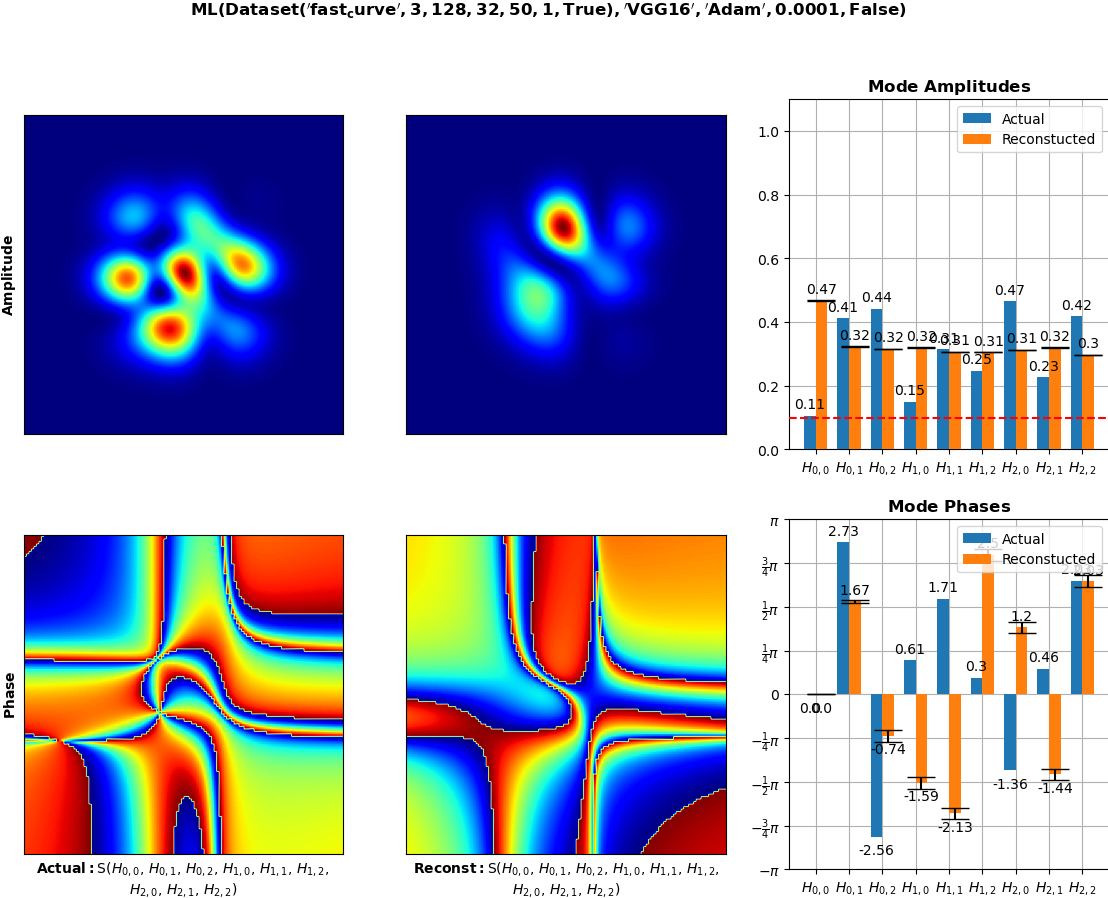 ML(Dataset('fast_curve', 3, 128, 32, 50, 1, True), 'VGG16', 'Adam', 0.0001, False)
Amplitude
Mode Amplitudes
Actual
Reconstucted
1.0
0.8
0.6
0.4
0.2
0.0
0.11
0.47
0.41
0.32
0.44
0.32
0.15
0.32
0.31
0.31
0.25
0.31
0.47
0.31
0.23
0.32
0.42
0.3
H0,0 H0,1 H0,2 H1,0 H1,1 H1,2 H2,0 H2,1 H2,2
Phase
Actual: S(H0,0, H0,1, H0,2, H1,0, H1,1, H1,2,
H2,0, H2,1, H2,2)
Reconst: S(H0,0, H0,1, H0,2, H1,0, H1,1, H1,2,
H2,0, H2,1, H2,2)
Mode Phases
Actual
Reconstucted
π
3/4π
1/2π
1/4π
0
−1/4π
−1/2π
−3/4π
−π
0.0
0.0
2.73
1.67
-2.56
-0.74
0.61
-1.59
1.71
-2.13
0.3
2.5
-1.36
1.2
0.46
-1.44
H0,0 H0,1 H0,2 H1,0 H1,1 H1,2 H2,0 H2,1 H2,2